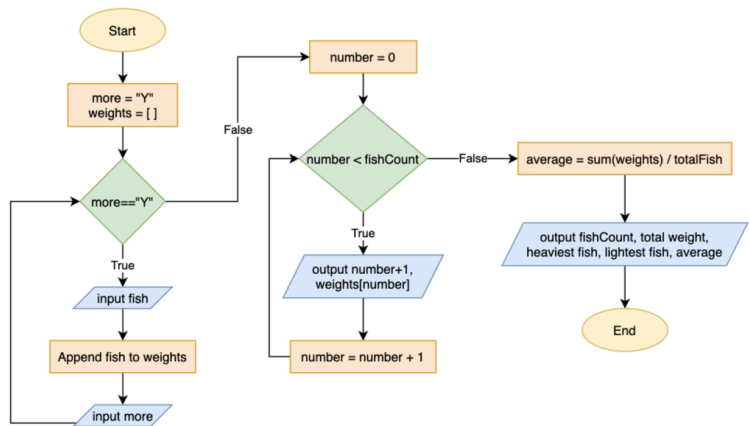 Start
more = "Y"
weights = [ ]
more=="Y"
True
input fish
Append fish to weights
input more
False
number = 0
number < fishCount
True
output number+1,
weights[number]
number = number + 1
False
average = sum(weights) / totalFish
output fishCount, total weight,
heaviest fish, lightest fish, average
End